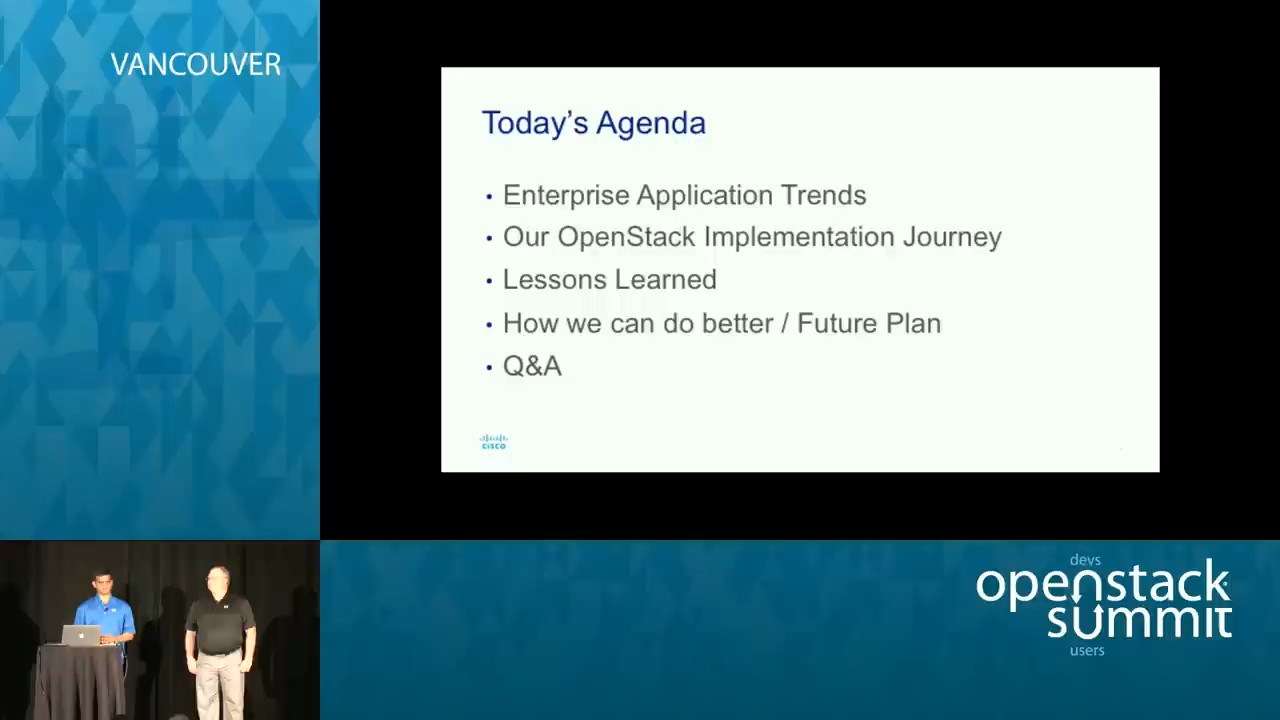 VANCOUVER
Today's Agenda
• Enterprise Application Trends
• Our OpenStack Implementation Journey
• Lessons Learned
• How we can do better / Future Plan
• Q&A
cisco
devs
openstack
summit
users